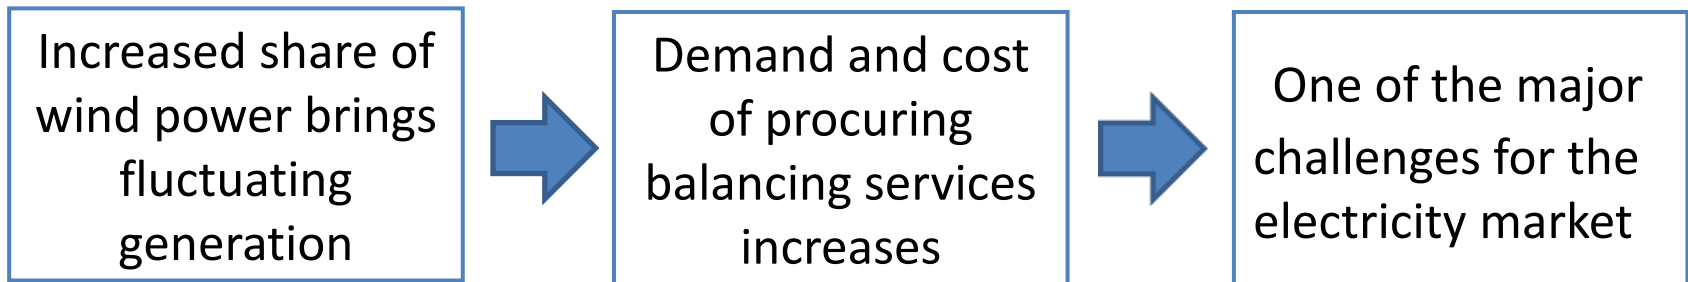 Increased share of
wind power brings
fluctuating
generation
Demand and cost
of procuring
balancing services
increases
One of the major
challenges for the
electricity market